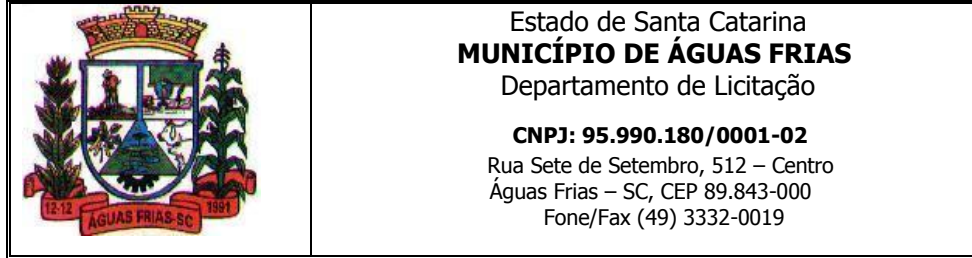 12-12
ÁGUAS FRIAS-SC
1991
Estado de Santa Catarina
MUNICÍPIO DE ÁGUAS FRIAS
Departamento de Licitação
CNPJ: 95.990.180/0001-02
Rua Sete de Setembro, 512 – Centro
Águas Frias – SC, CEP 89.843-000
Fone/Fax (49) 3332-0019